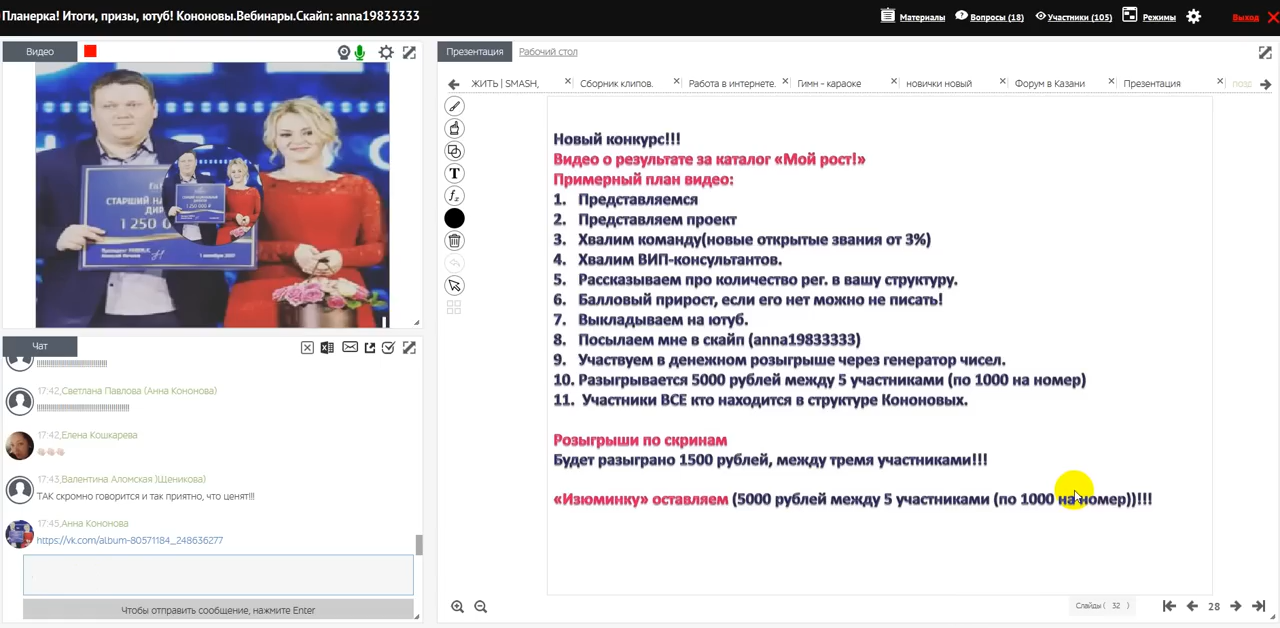 Планерка! Итоги, призы, ютуб! Кононовы.Вебинары.Скайп: anna19833333
Материалы
Вопросы (18)
Участники (105)
Режимы
Выход
Видео
Презентация
Рабочий стол
ЖИТЬ | SMASH,
Сборник клипов.
Работа в интернете.
Гимн - караоке
новички новый
Форум в Казани
Презентация
СТАРШИЙ
ДИР
1 250 000 ₽
Новый конкурс!!!
Видео о результате за каталог «Мой рост!»
Примерный план видео:
1. Представляемся
2. Представляем проект
3. Хвалим команду(новые открытые звания от 3%)
4. Хвалим ВИП-консультантов.
5. Рассказываем про количество рег. в вашу структуру.
6. Балловый прирост, если его нет можно не писать!
7. Выкладываем на ютуб.
8. Посылаем мне в скайп (anna19833333)
9. Участвуем в денежном розыгрыше через генератор чисел.
10. Разыгрывается 5000 рублей между 5 участниками (по 1000 на номер)
11. Участники ВСЕ кто находится в структуре Кононовых.
Розыгрыши по скринам
Будет разыграно 1500 рублей, между тремя участниками!!!
«Изюминку» оставляем (5000 рублей между 5 участниками (по 1000 на номер))!!!
Чат
17:42,Светлана Павлова (Анна Кононова)
17:42,Елена Кошкарева
17:43,Валентина Аломская )Щеникова)
ТАК скромно говорится и так приятно, что ценят!!!
17:45,Анна Кононова
https://vk.com/album-80571184_248636277
Чтобы отправить сообщение, нажмите Enter
Слайды ( 32 )
28